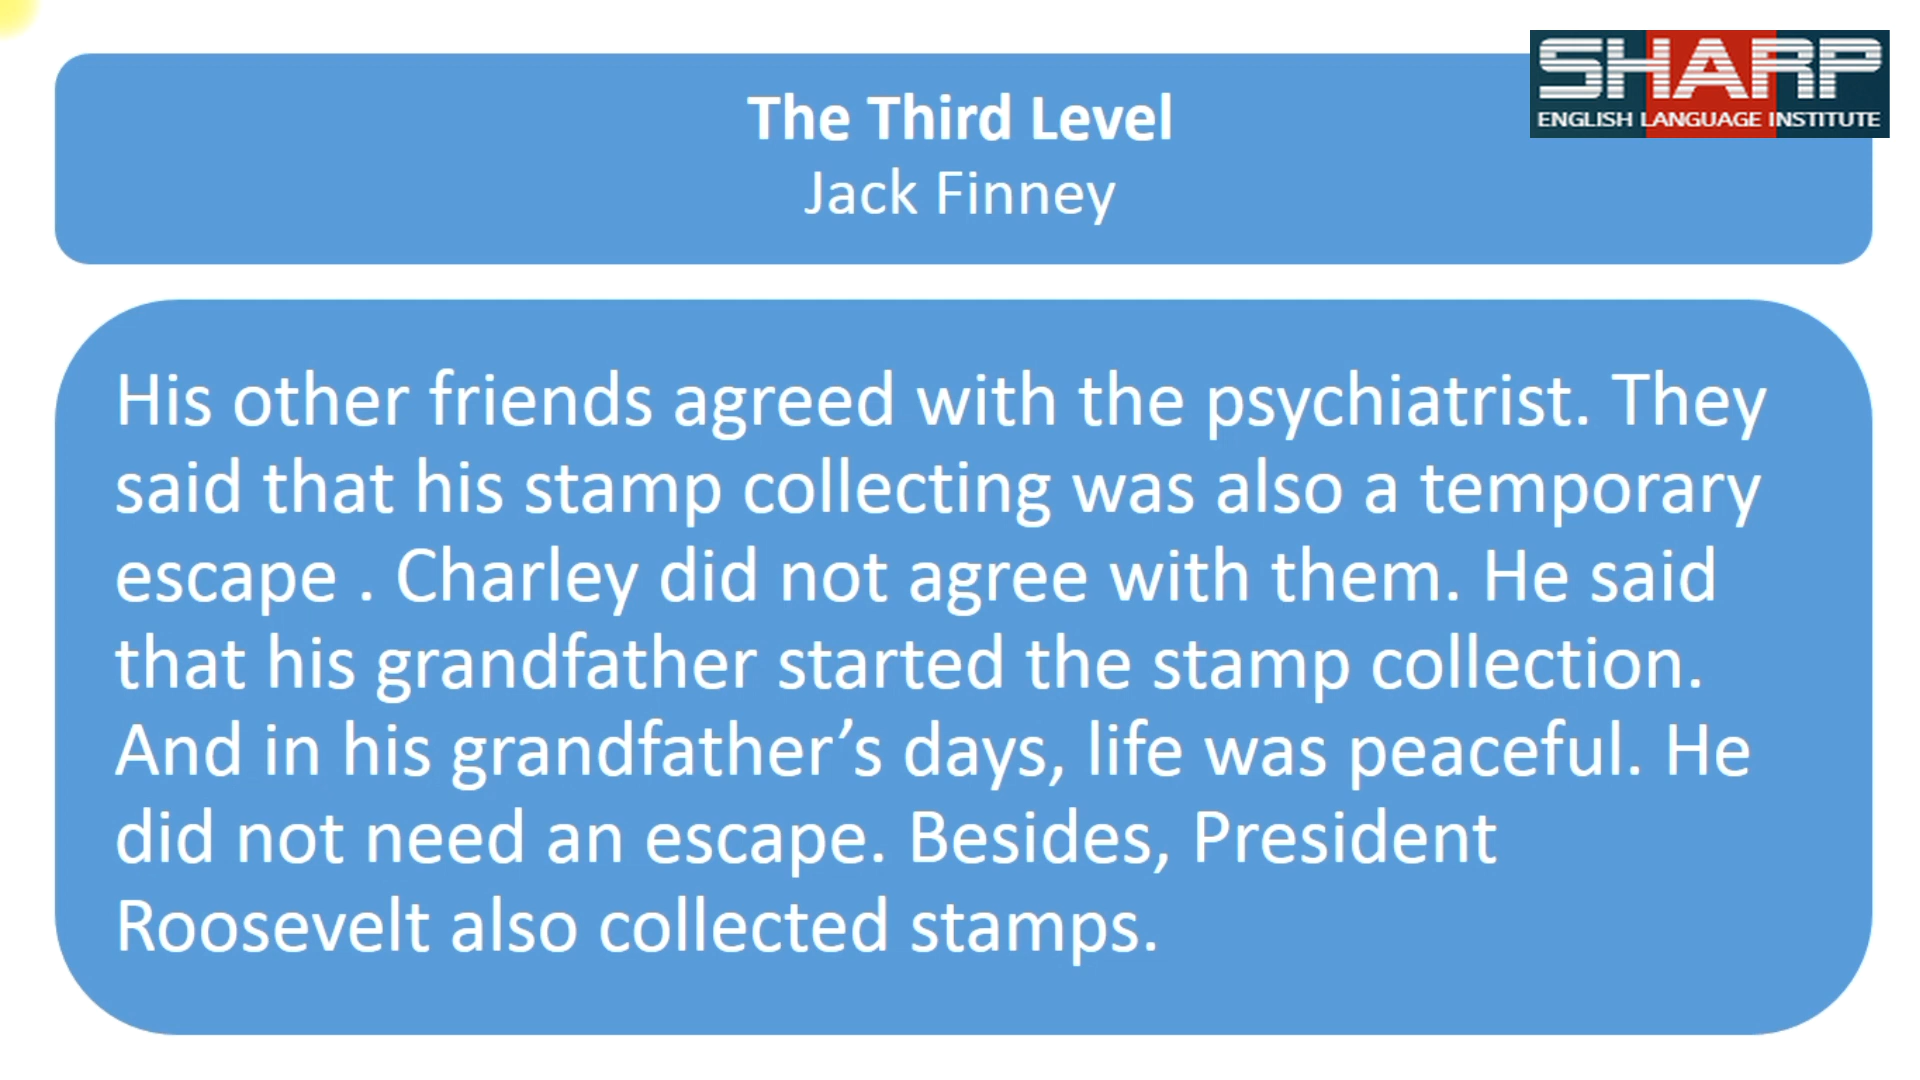 SHARP
ENGLISH LANGUAGE INSTITUTE
The Third Level
Jack Finney
His other friends agreed with the psychiatrist. They
said that his stamp collecting was also a temporary
escape . Charley did not agree with them. He said
that his grandfather started the stamp collection.
And in his grandfather’s days, life was peaceful. He
did not need an escape. Besides, President
Roosevelt also collected stamps.